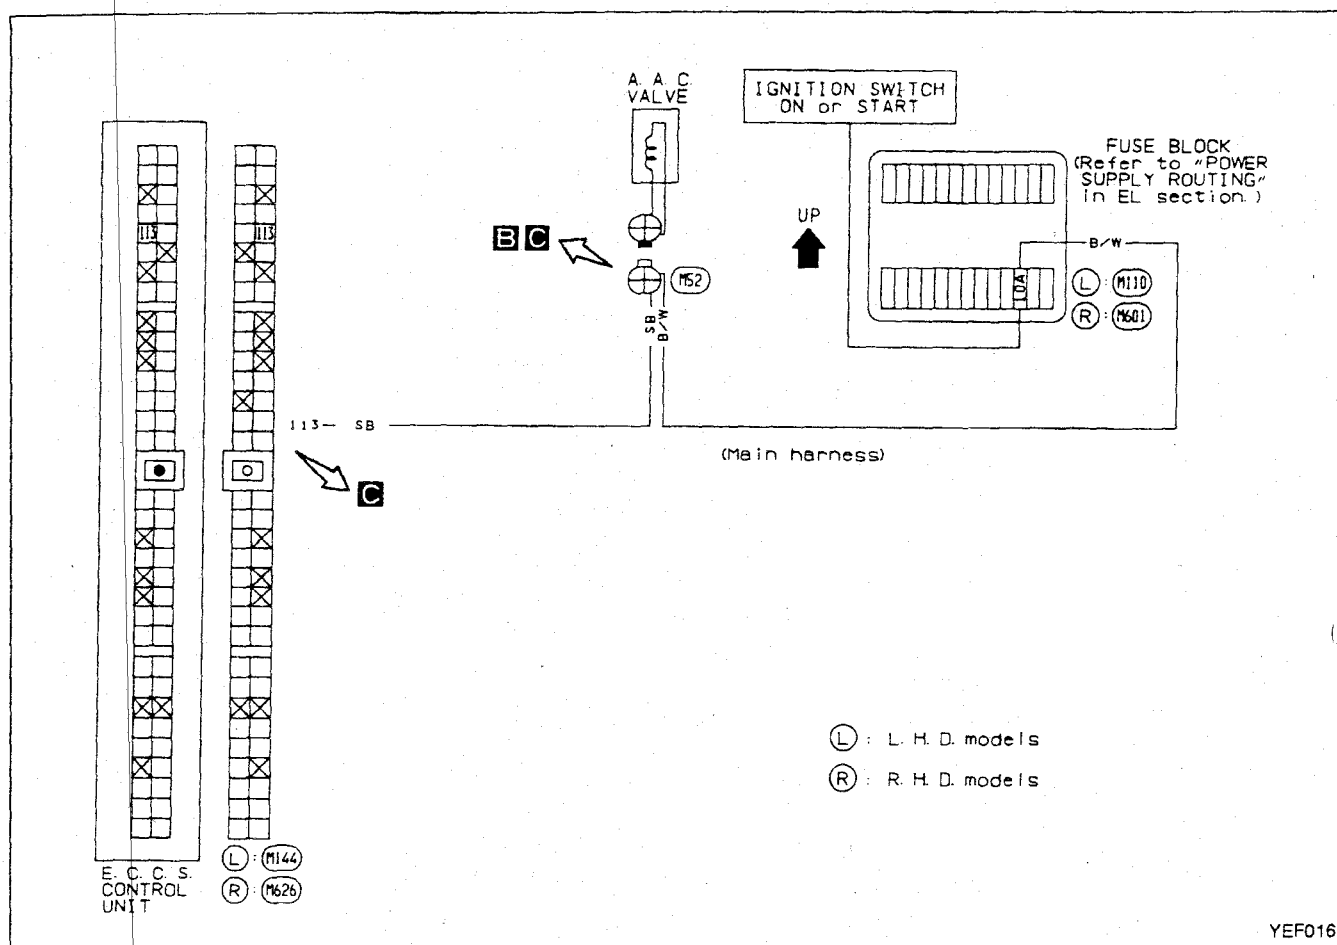 A. A. C.
VALVE
IGNITION SWITCH
ON or START
FUSE BLOCK
(Refer to "POWER
SUPPLY ROUTING"
in EL section.)
UP
B C
M52
SB
B/W
10A
B/W
L : M110
R : M601
113
113
113— SB
(Main harness)
C
L : L. H. D. models
R : R. H. D. models
E. C. C. S.
CONTROL
UNIT
L : M144
R : M626
YEF016